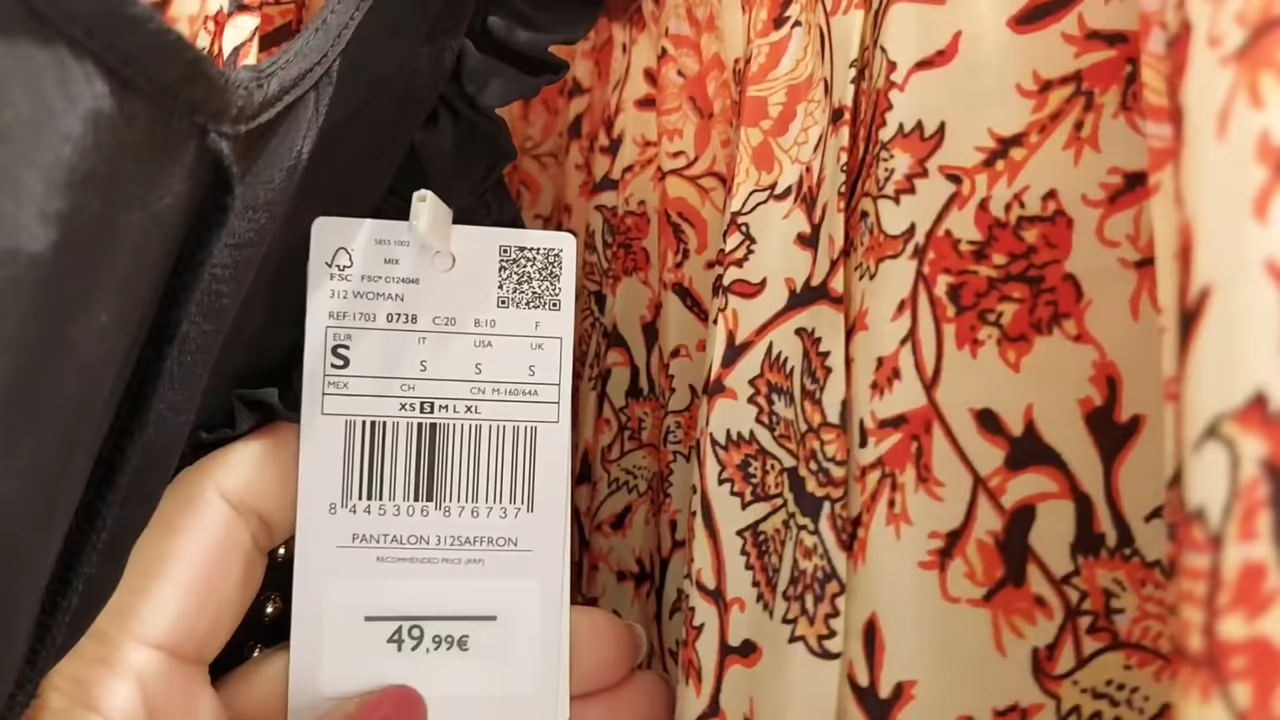 5855 1002
MIX
FSC FSC® C124046
312 WOMAN
REF:1703 0738 C:20 B:10 F
EUR IT USA UK
S S S S
MEX CH CN M-160/64A
XS S M L XL
8 445306 876737
PANTALON 312SAFFRON
RECOMMENDED PRICE (RRP)
49,99€